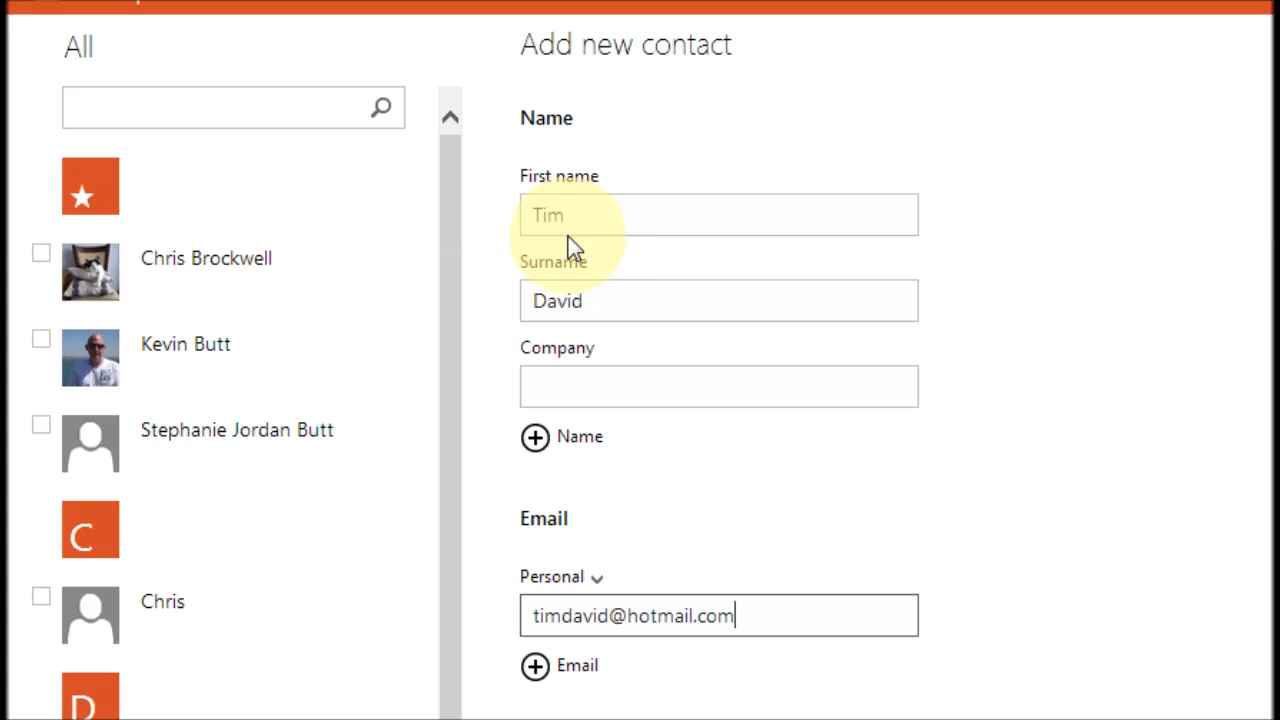 All
Chris Brockwell
Kevin Butt
Stephanie Jordan Butt
C
Chris
D
Add new contact
Name
First name
Tim
Surname
David
Company
Name
Email
Personal
timdavid@hotmail.com
Email